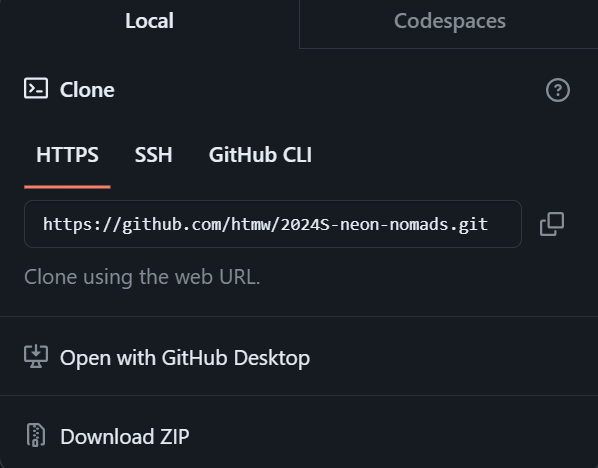 Local Codespaces
Clone
HTTPS SSH GitHub CLI
https://github.com/htmw/2024S-neon-nomads.git
Clone using the web URL.
Open with GitHub Desktop
Download ZIP